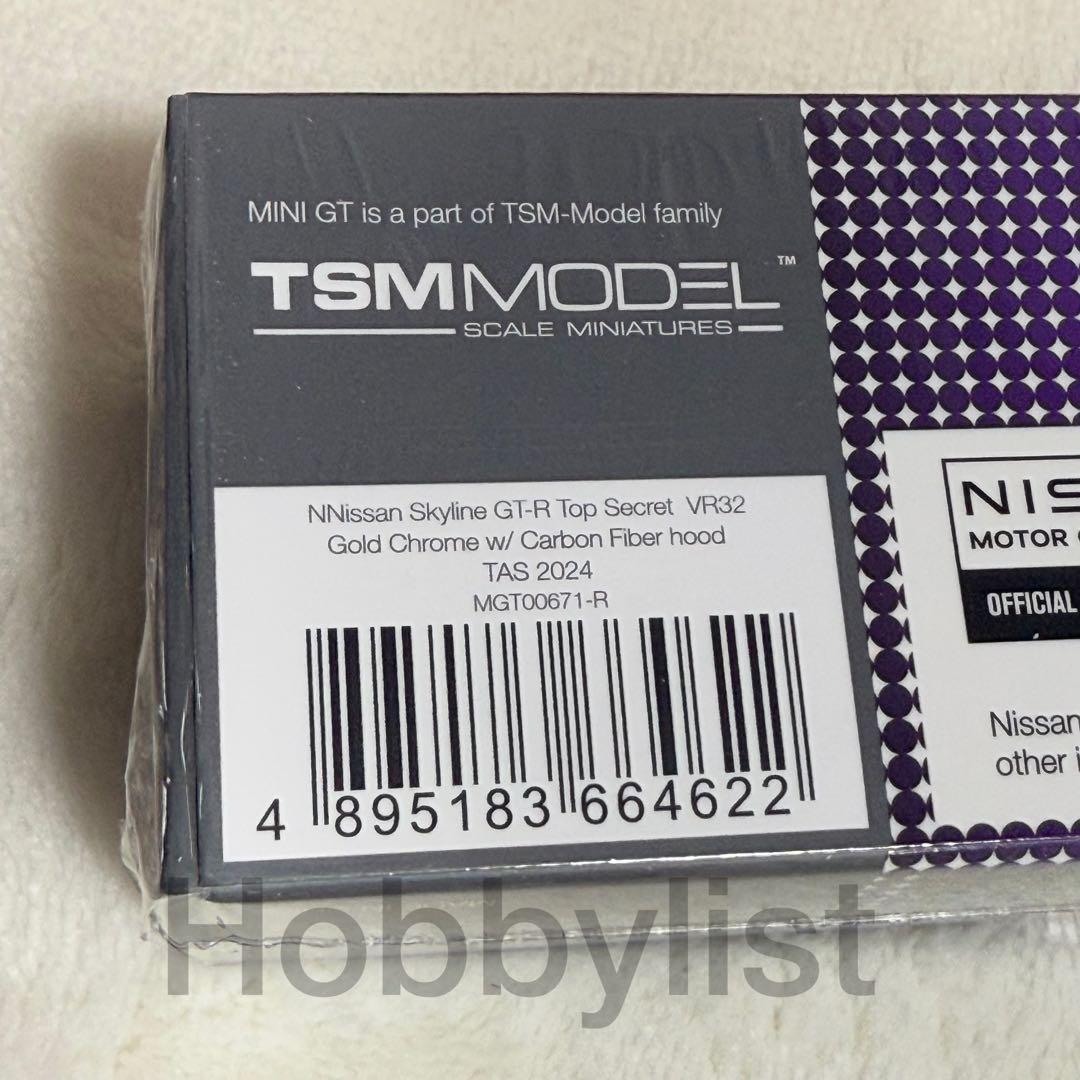 MINI GT is a part of TSM-Model family
TSMMODEL™
SCALE MINIATURES
NNissan Skyline GT-R Top Secret VR32
Gold Chrome w/ Carbon Fiber hood
TAS 2024
MGT00671-R
4 895183 664622
NIS
MOTOR
OFFICIAL
Nissan
other
Hobbylist